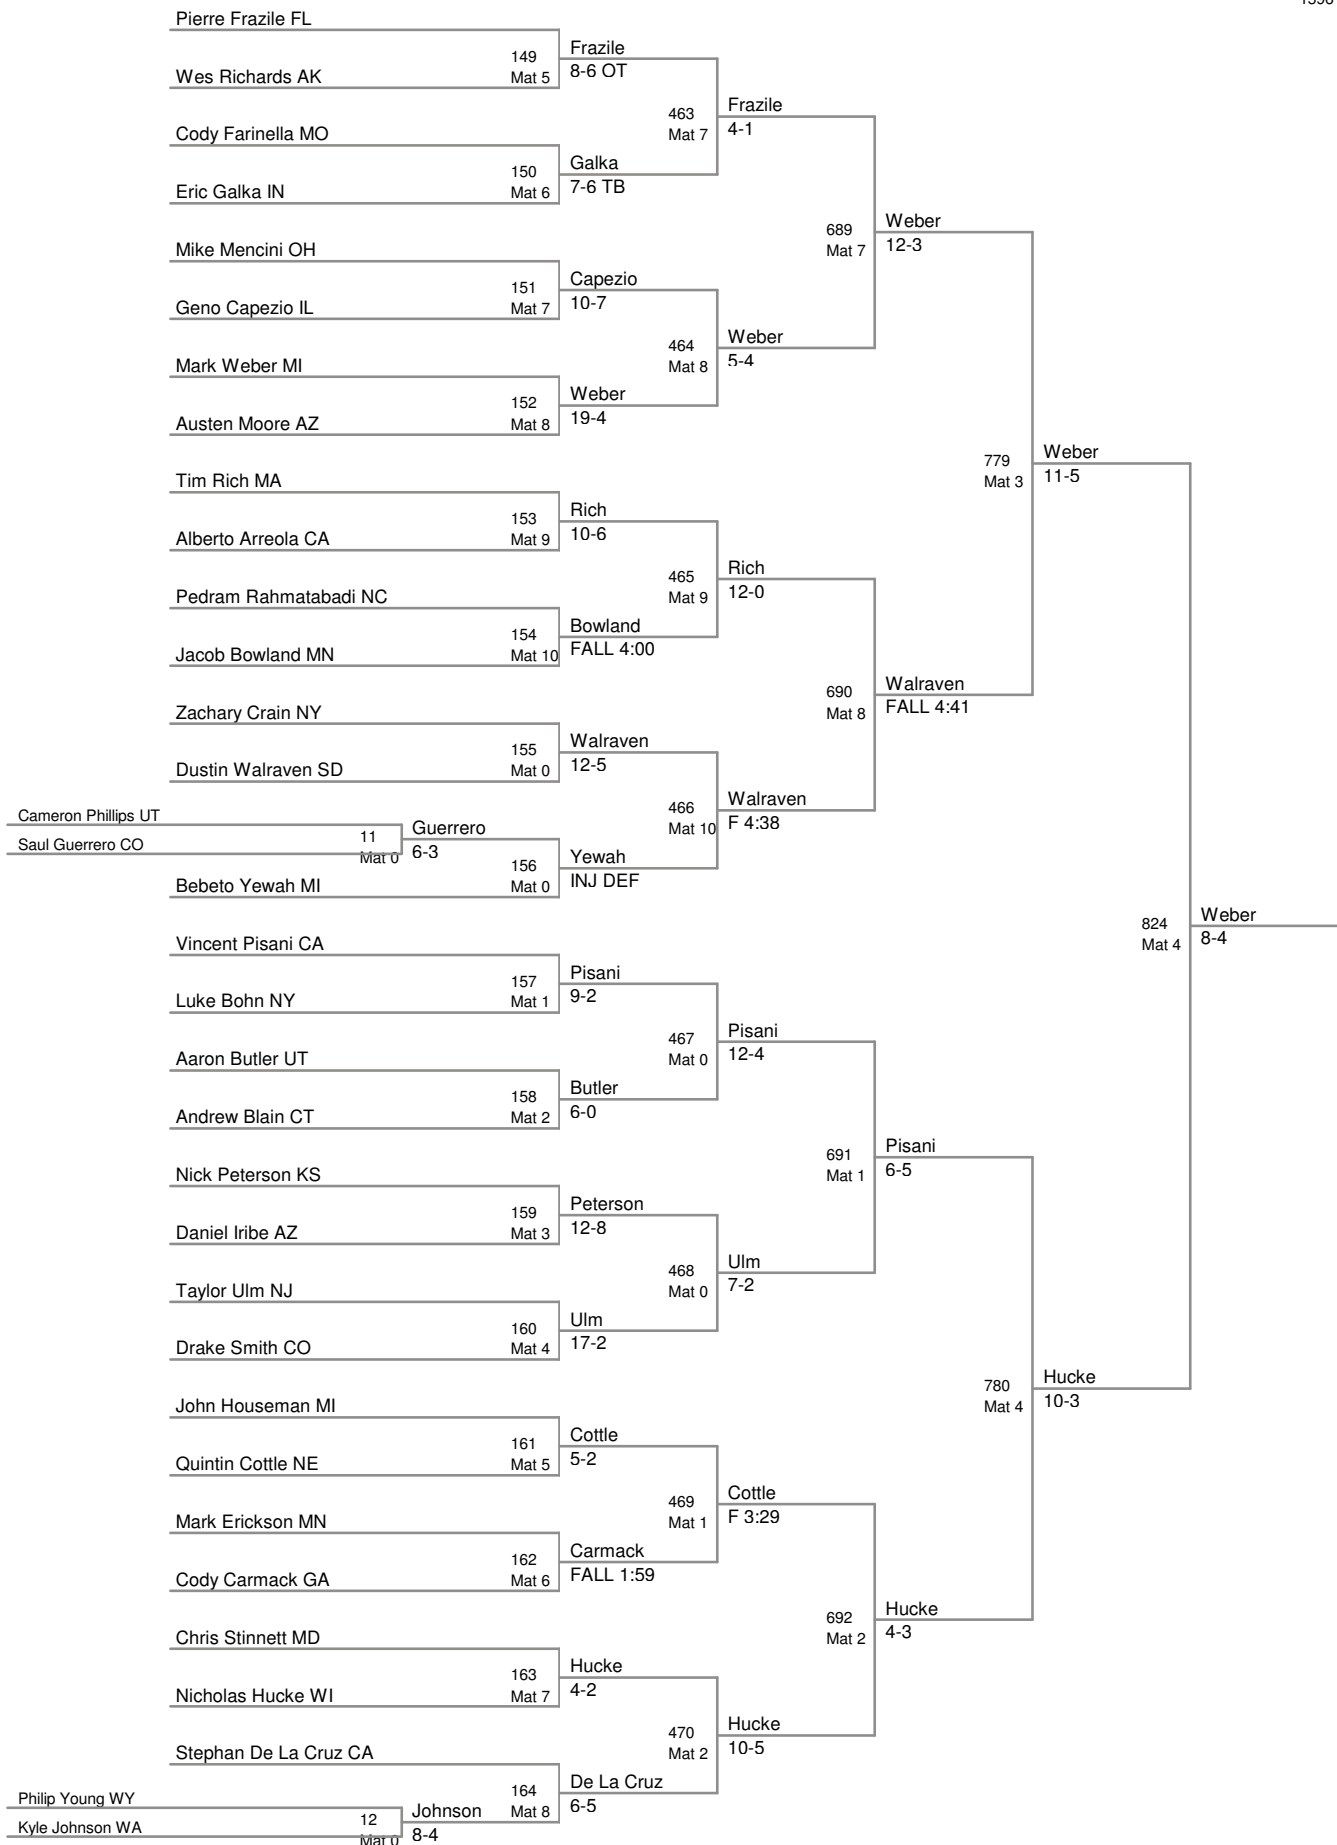 Pierre Frazile FL
149
Mat 5
Frazile
8-6 OT
Wes Richards AK
463
Mat 7
Frazile
4-1
Cody Farinella MO
150
Mat 6
Galka
7-6 TB
Eric Galka IN
689
Mat 7
Weber
12-3
Mike Mencini OH
151
Mat 7
Capezio
10-7
Geno Capezio IL
464
Mat 8
Weber
5-4
Mark Weber MI
152
Mat 8
Weber
19-4
Austen Moore AZ
779
Mat 3
Weber
11-5
Tim Rich MA
153
Mat 9
Rich
10-6
Alberto Arreola CA
465
Mat 9
Rich
12-0
Pedram Rahmatabadi NC
154
Mat 10
Bowland
FALL 4:00
Jacob Bowland MN
690
Mat 8
Walraven
FALL 4:41
Zachary Crain NY
155
Mat 0
Walraven
12-5
Dustin Walraven SD
466
Mat 10
Walraven
F 4:38
Cameron Phillips UT
Saul Guerrero CO
11
Mat 0
Guerrero
6-3
156
Mat 0
Yewah
INJ DEF
Bebeto Yewah MI
824
Mat 4
Weber
8-4
Vincent Pisani CA
157
Mat 1
Pisani
9-2
Luke Bohn NY
467
Mat 0
Pisani
12-4
Aaron Butler UT
158
Mat 2
Butler
6-0
Andrew Blain CT
691
Mat 1
Pisani
6-5
Nick Peterson KS
159
Mat 3
Peterson
12-8
Daniel Iribe AZ
468
Mat 0
Ulm
7-2
Taylor Ulm NJ
160
Mat 4
Ulm
17-2
Drake Smith CO
780
Mat 4
Hucke
10-3
John Houseman MI
161
Mat 5
Cottle
5-2
Quintin Cottle NE
469
Mat 1
Cottle
F 3:29
Mark Erickson MN
162
Mat 6
Carmack
FALL 1:59
Cody Carmack GA
692
Mat 2
Hucke
4-3
Chris Stinnett MD
163
Mat 7
Hucke
4-2
Nicholas Hucke WI
470
Mat 2
Hucke
10-5
Stephan De La Cruz CA
164
Mat 8
De La Cruz
6-5
Philip Young WY
Kyle Johnson WA
12
Mat 0
Johnson
8-4